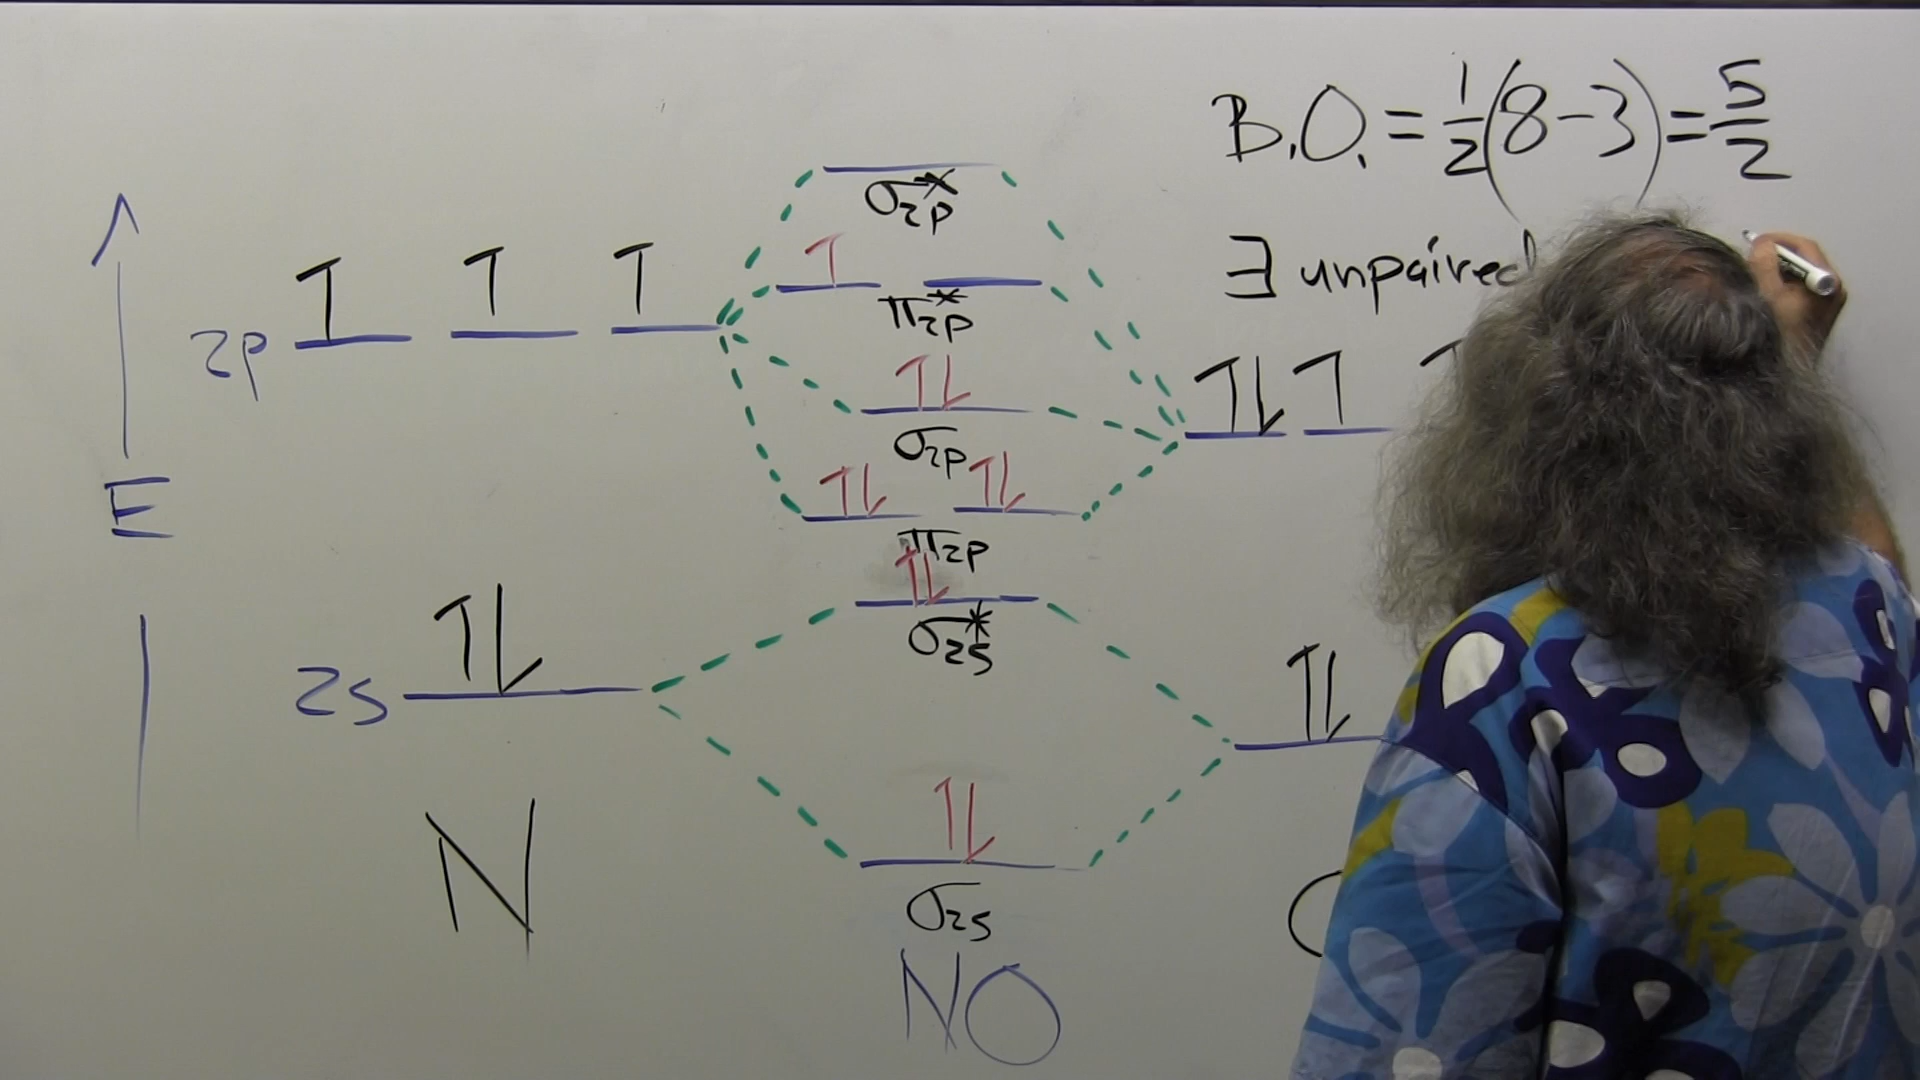 B.O. = 1/2 (8-3) = 5/2
∃ unpaired
σ*2p
π*2p
2p
σ2p
π2p
E
σ*2s
2s
σ2s
N
NO